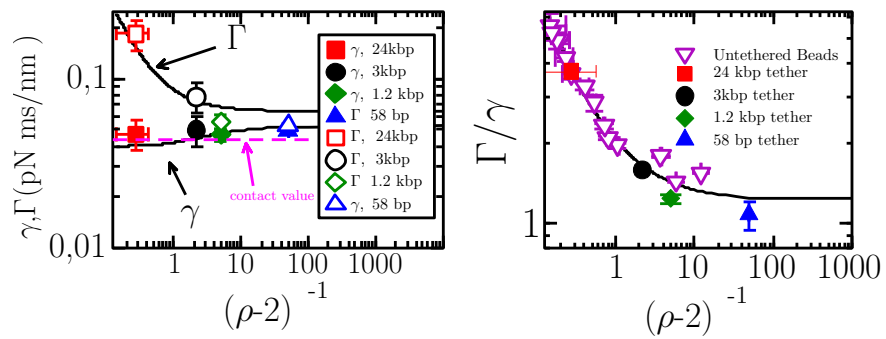 γ,Γ(pN ms/nm)
0,1
0,01
1
10
100
1000
10000
(ρ-2)⁻¹
Γ
γ
contact value
γ, 24kbp
γ, 3kbp
γ, 1.2 kbp
Γ 58 bp
Γ, 24kbp
Γ, 3kbp
Γ 1.2 kbp
γ, 58 bp
Γ/γ
1
1
10
100
1000
(ρ-2)⁻¹
Untethered Beads
24 kbp tether
3kbp tether
1.2 kbp tether
58 bp tether